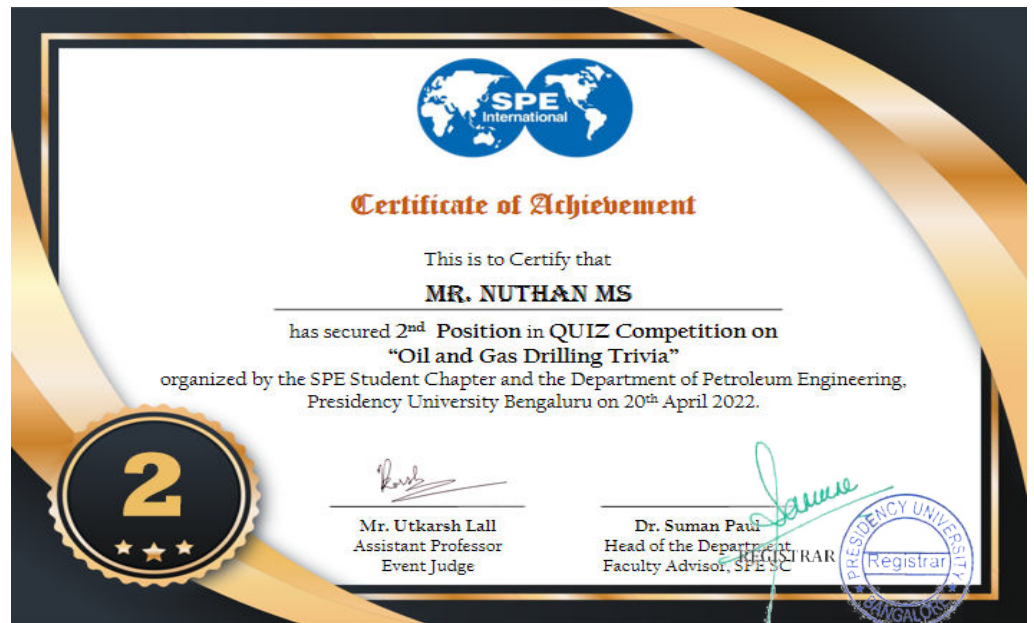 SPE
International
Certificate of Achievement
This is to Certify that
MR. NUTHAN MS
has secured 2nd Position in QUIZ Competition on
“Oil and Gas Drilling Trivia”
organized by the SPE Student Chapter and the Department of Petroleum Engineering,
Presidency University Bengaluru on 20th April 2022.
2
Mr. Utkarsh Lall
Assistant Professor
Event Judge
Dr. Suman Paul
Head of the Department
Faculty Advisor, SPE SC
REGISTRAR
PRESIDENCY UNIVERSITY
Registrar
BANGALORE